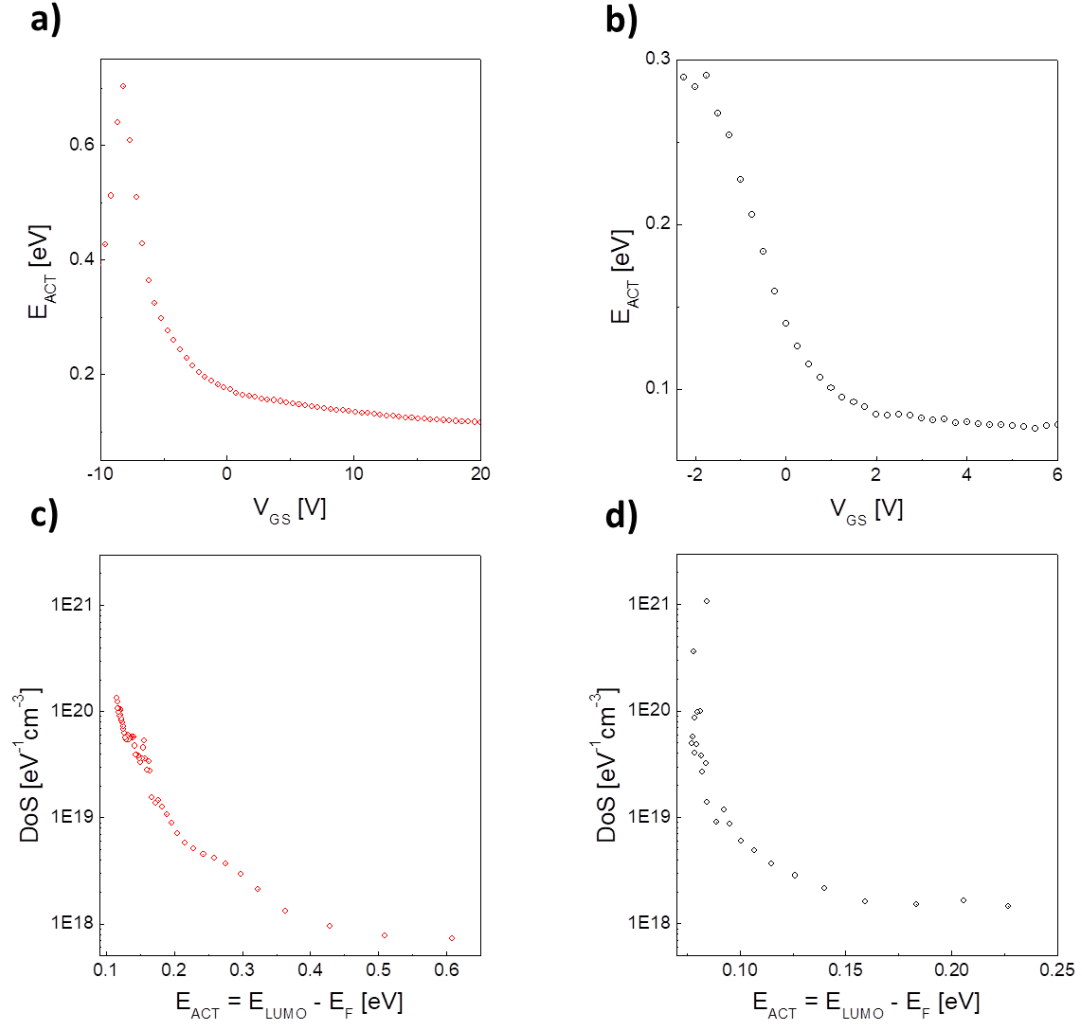 a)
0.6
0.4
0.2
E_ACT [eV]
-10 0 10 20
V_GS [V]
b)
0.3
0.2
0.1
E_ACT [eV]
-2 0 2 4 6
V_GS [V]
c)
1E21
1E20
1E19
1E18
DoS [eV⁻¹cm⁻³]
0.1 0.2 0.3 0.4 0.5 0.6
E_ACT = E_LUMO - E_F [eV]
d)
1E21
1E20
1E19
1E18
DoS [eV⁻¹cm⁻³]
0.10 0.15 0.20 0.25
E_ACT = E_LUMO - E_F [eV]